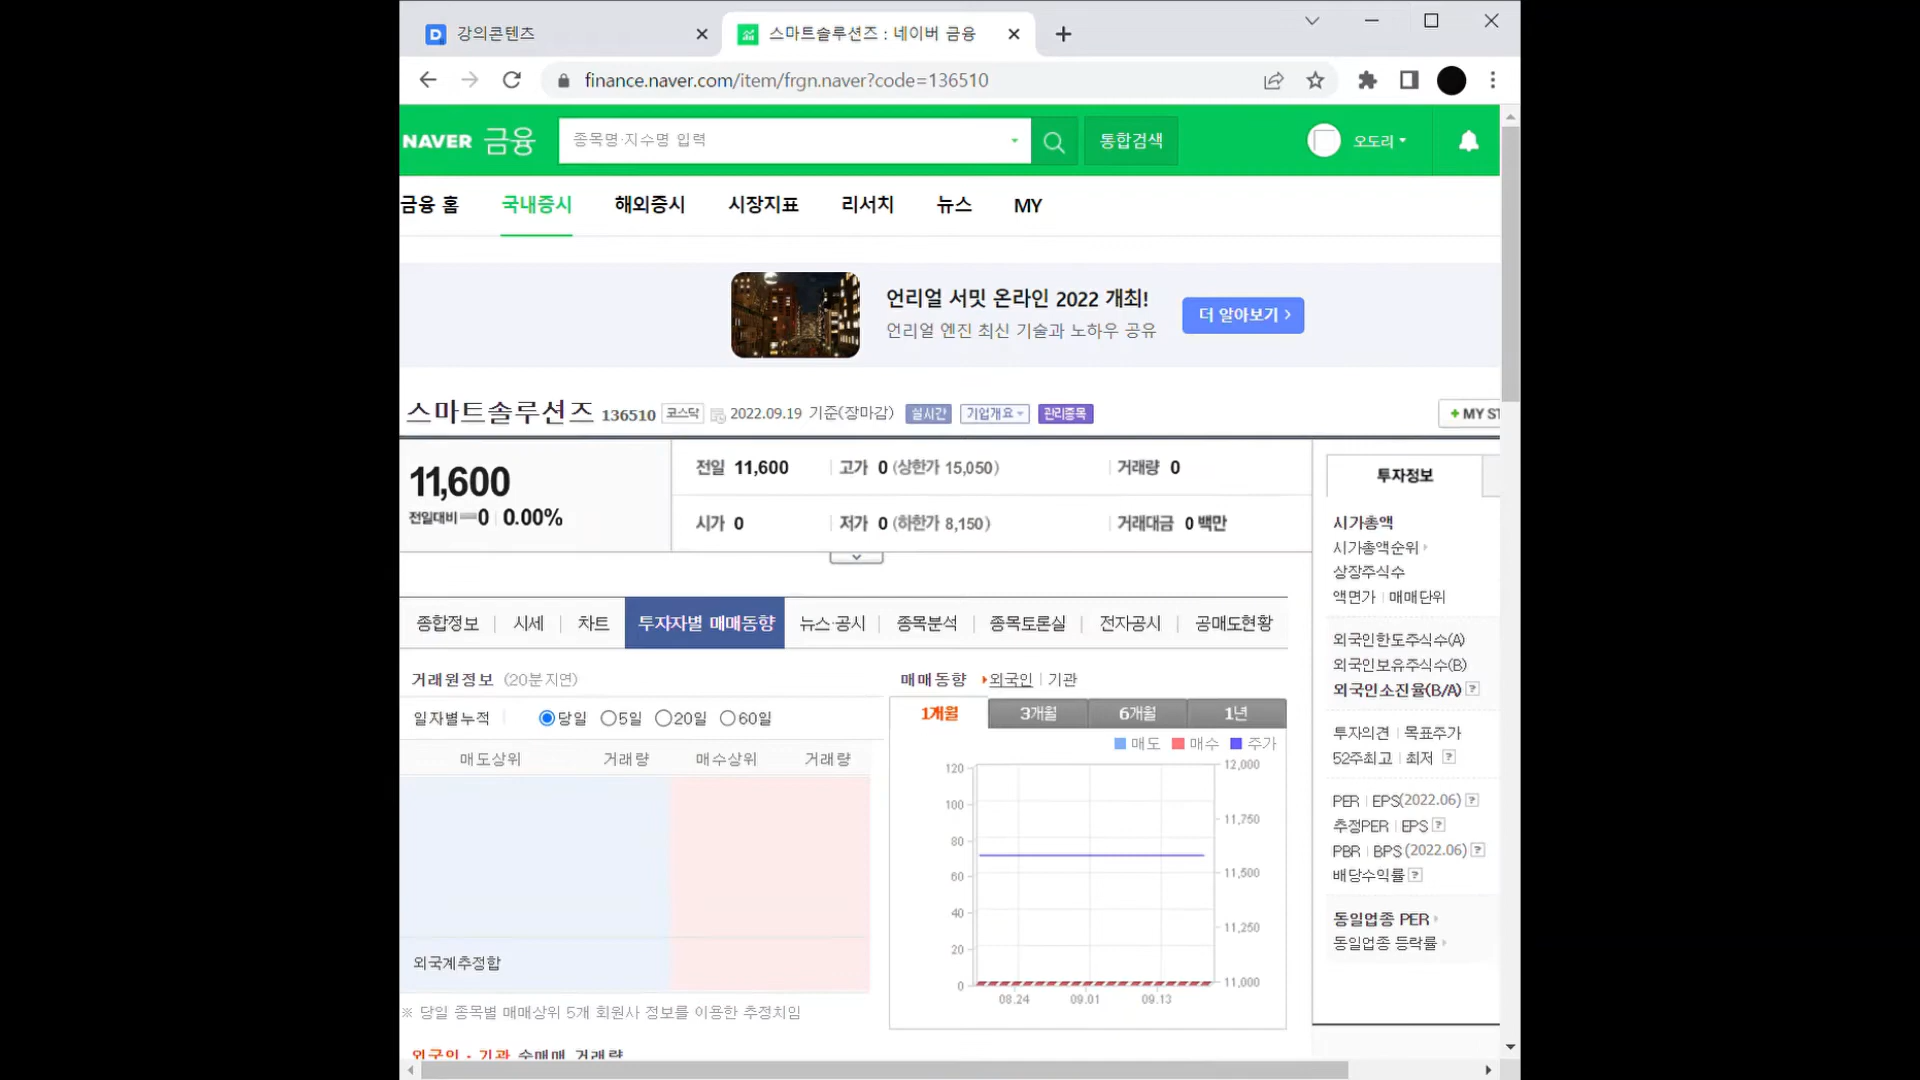 강의콘텐츠
스마트솔루션즈 : 네이버 금융
finance.naver.com/item/frgn.naver?code=136510
NAVER 금융
종목명·지수명 입력
통합검색
오도리
금융 홈 국내증시 해외증시 시장지표 리서치 뉴스 MY
언리얼 서밋 온라인 2022 개최!
언리얼 엔진 최신 기술과 노하우 공유
더 알아보기 >
스마트솔루션즈 136510 코스닥 2022.09.19 기준(장마감) 실시간 기업개요 관리종목
+ MY ST
11,600
전일대비 0 0.00%
전일 11,600 고가 0 (상한가 15,050) 거래량 0
시가 0 저가 0 (하한가 8,150) 거래대금 0 백만
종합정보 시세 차트 투자자별 매매동향 뉴스·공시 종목분석 종목토론실 전자공시 공매도현황
거래원정보 (20분지연)
일자별누적 당일 5일 20일 60일
매도상위 거래량 매수상위 거래량
외국계추정합
※ 당일 종목별 매매상위 5개 회원사 정보를 이용한 추정치임
외국인 · 기관 순매매 거래량
매매동향 외국인 기관
1개월 3개월 6개월 1년
매도 매수 주가
120
100
80
60
40
20
0
12,000
11,750
11,500
11,250
11,000
08.24 09.01 09.13
투자정보
시가총액
시가총액순위
상장주식수
액면가 매매단위
외국인한도주식수(A)
외국인보유주식수(B)
외국인소진율(B/A) ?
투자의견 목표주가
52주최고 최저 ?
PER EPS(2022.06) ?
추정PER EPS ?
PBR BPS (2022.06) ?
배당수익률 ?
동일업종 PER
동일업종 등락률